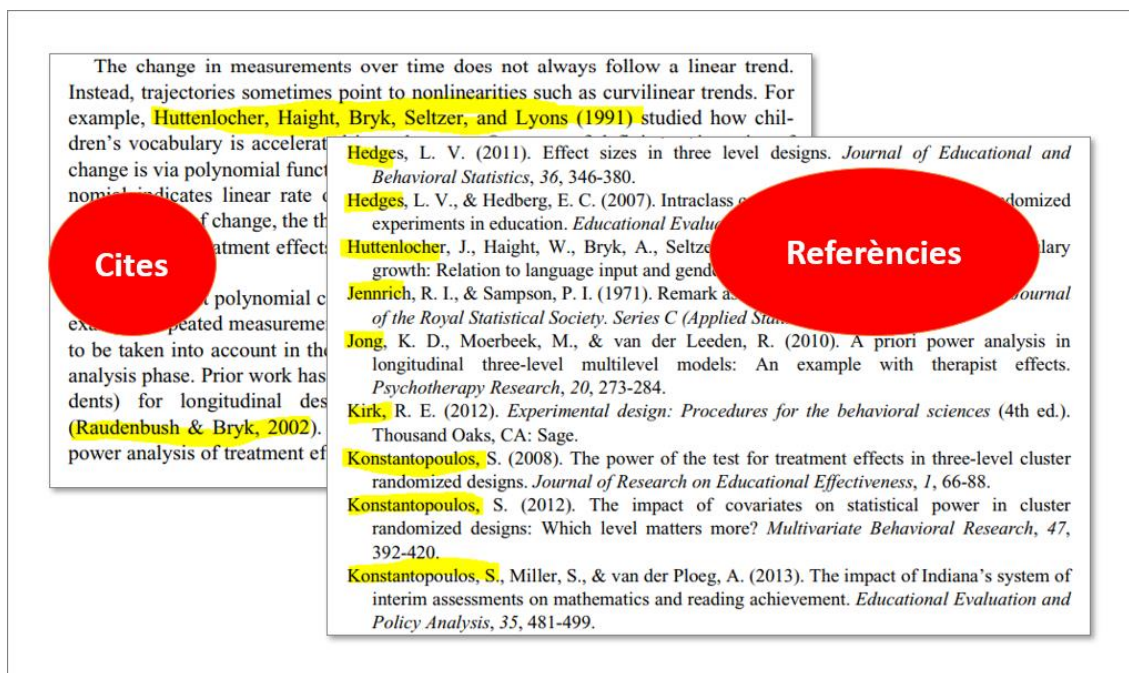 The change in measurements over time does not always follow a linear trend.
Instead, trajectories sometimes point to nonlinearities such as curvilinear trends. For
example, Huttenlocher, Haight, Bryk, Seltzer, and Lyons (1991) studied how chil-
dren's vocabulary is accelerat
change is via polynomial funct
indicates linear rate
of change, the th
treatment effects
polynomial c
repeated measureme
to be taken into account in the
analysis phase. Prior work has
dents) for longitudinal des
(Raudenbush & Bryk, 2002).
power analysis of treatment ef
Cites
Hedges, L. V. (2011). Effect sizes in three level designs. Journal of Educational and
Behavioral Statistics, 36, 346-380.
Hedges, L. V., & Hedberg, E. C. (2007). Intraclass
experiments in education. Educational Evalu
Huttenlocher, J., Haight, W., Bryk, A., Seltze
growth: Relation to language input and gend
Jennrich, R. I., & Sampson, P. I. (1971). Remark as Journal
of the Royal Statistical Society. Series C (Applied Sta
Jong, K. D., Moerbeek, M., & van der Leeden, R. (2010). A priori power analysis in
longitudinal three-level multilevel models: An example with therapist effects.
Psychotherapy Research, 20, 273-284.
Kirk, R. E. (2012). Experimental design: Procedures for the behavioral sciences (4th ed.).
Thousand Oaks, CA: Sage.
Konstantopoulos, S. (2008). The power of the test for treatment effects in three-level cluster
randomized designs. Journal of Research on Educational Effectiveness, 1, 66-88.
Konstantopoulos, S. (2012). The impact of covariates on statistical power in cluster
randomized designs: Which level matters more? Multivariate Behavioral Research, 47,
392-420.
Konstantopoulos, S., Miller, S., & van der Ploeg, A. (2013). The impact of Indiana's system of
interim assessments on mathematics and reading achievement. Educational Evaluation and
Policy Analysis, 35, 481-499.
Referències